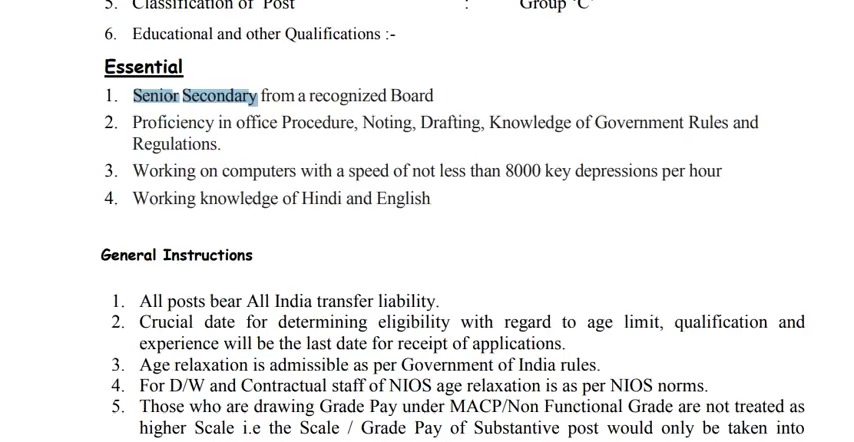 5. Classification of Post : Group 'C'
6. Educational and other Qualifications :-
Essential
1. Senior Secondary from a recognized Board
2. Proficiency in office Procedure, Noting, Drafting, Knowledge of Government Rules and
Regulations.
3. Working on computers with a speed of not less than 8000 key depressions per hour
4. Working knowledge of Hindi and English
General Instructions
1. All posts bear All India transfer liability.
2. Crucial date for determining eligibility with regard to age limit, qualification and
experience will be the last date for receipt of applications.
3. Age relaxation is admissible as per Government of India rules.
4. For D/W and Contractual staff of NIOS age relaxation is as per NIOS norms.
5. Those who are drawing Grade Pay under MACP/Non Functional Grade are not treated as
higher Scale i.e the Scale / Grade Pay of Substantive post would only be taken into